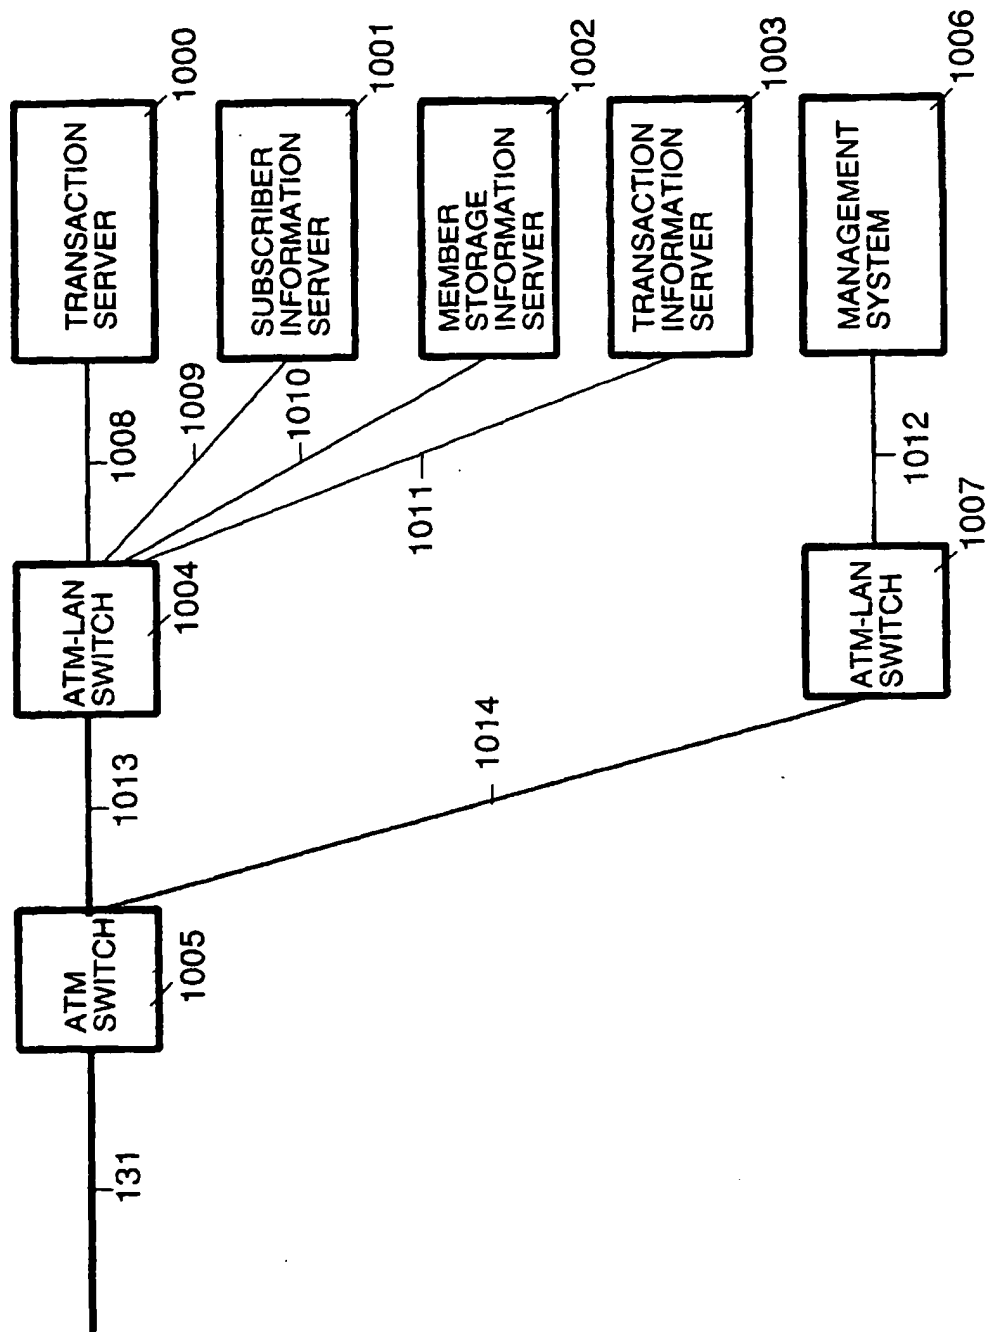 TRANSACTION
SERVER
1000
SUBSCRIBER
INFORMATION
SERVER
1001
MEMBER
STORAGE
INFORMATION
SERVER
1002
TRANSACTION
INFORMATION
SERVER
1003
MANAGEMENT
SYSTEM
1006
1008
1009
1010
1011
1012
ATM-LAN
SWITCH
1004
ATM-LAN
SWITCH
1007
1013
1014
ATM
SWITCH
1005
131